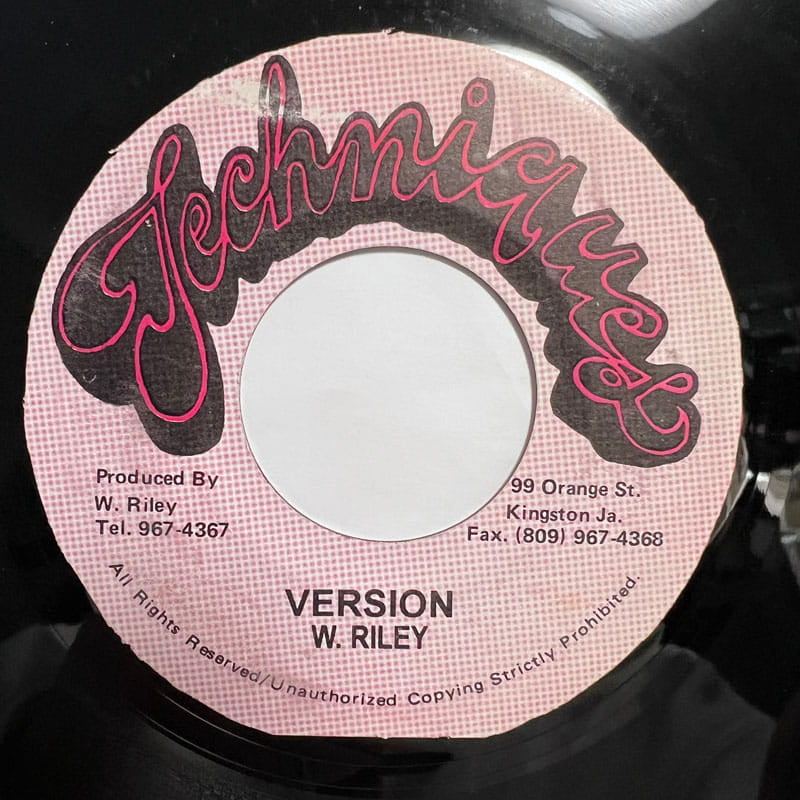 Techniques
Produced By
W. Riley
Tel. 967-4367
99 Orange St.
Kingston Ja.
Fax. (809) 967-4368
VERSION
W. RILEY
All Rights Reserved/Unauthorized Copying Strictly Prohibited.